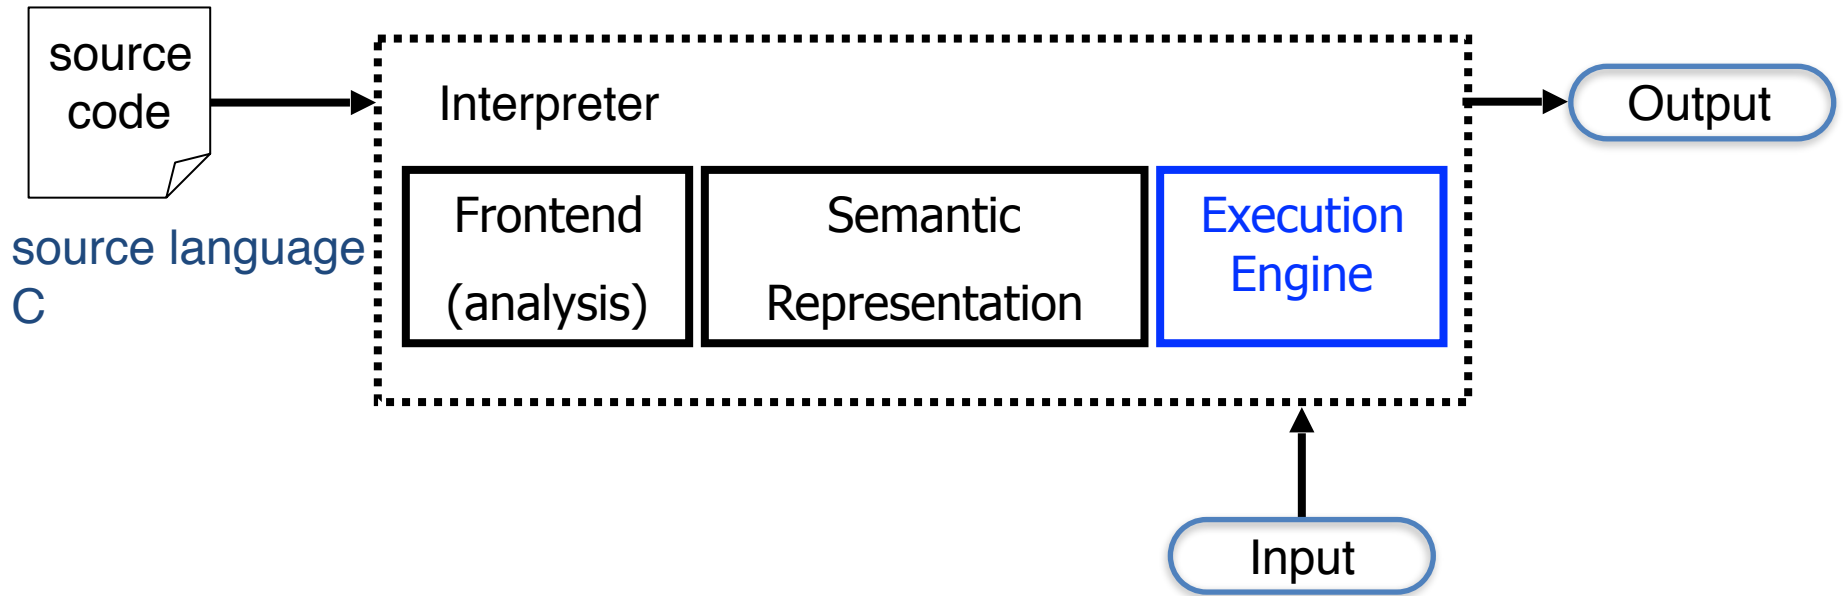 source
code
source language
C
Interpreter
Frontend
(analysis)
Semantic
Representation
Execution
Engine
Output
Input